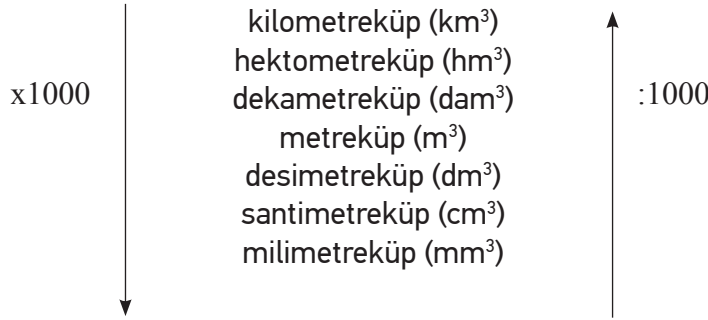 kilometreküp (km³)
hektometreküp (hm³)
x1000 dekametreküp (dam³) :1000
metreküp (m³)
desimetreküp (dm³)
santimetreküp (cm³)
milimetreküp (mm³)